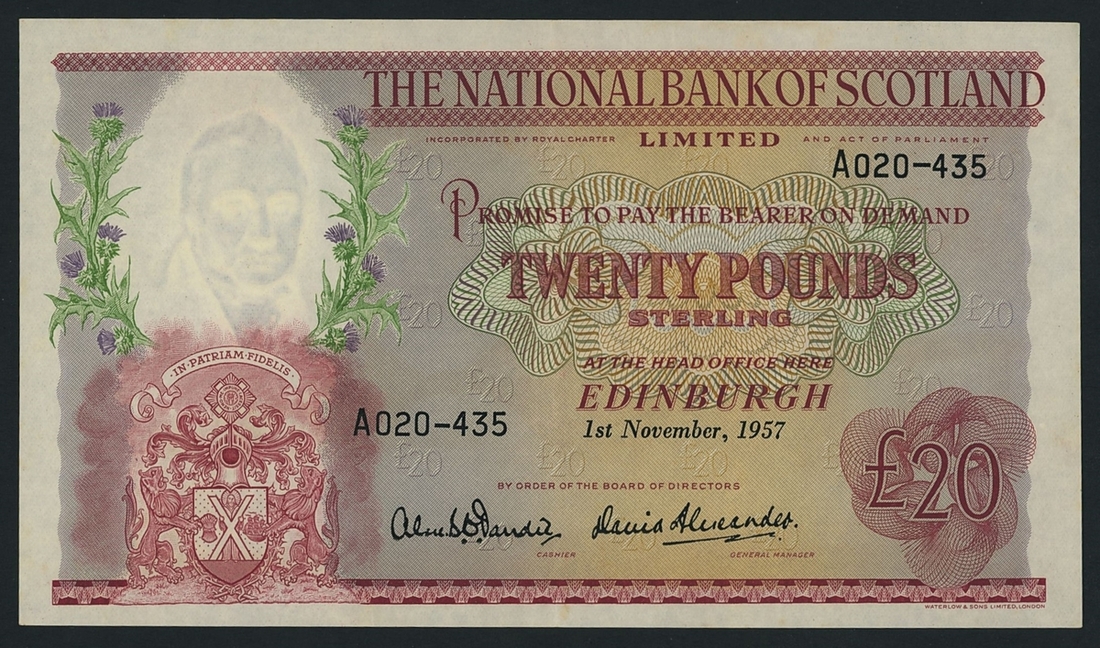 THE NATIONAL BANK OF SCOTLAND
INCORPORATED BY ROYAL CHARTER LIMITED AND ACT OF PARLIAMENT
A020-435
PROMISE TO PAY THE BEARER ON DEMAND
TWENTY POUNDS
STERLING
AT THE HEAD OFFICE HERE
EDINBURGH
·IN·PATRIAM·FIDELIS·
A020-435
1st November, 1957
£20
BY ORDER OF THE BOARD OF DIRECTORS
David Alexander.
CASHIER GENERAL MANAGER
WATERLOW & SONS LIMITED, LONDON